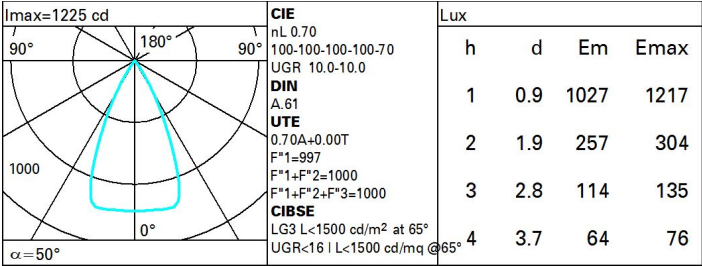 Imax=1225 cd
90°
180°
90°
1000
0°
α=50°
CIE
nL 0.70
100-100-100-100-70
UGR 10.0-10.0
DIN
A.61
UTE
0.70A+0.00T
F"1=997
F"1+F"2=1000
F"1+F"2+F"3=1000
CIBSE
LG3 L<1500 cd/m² at 65°
UGR<16 | L<1500 cd/mq @65°
Lux
h d Em Emax
1 0.9 1027 1217
2 1.9 257 304
3 2.8 114 135
4 3.7 64 76